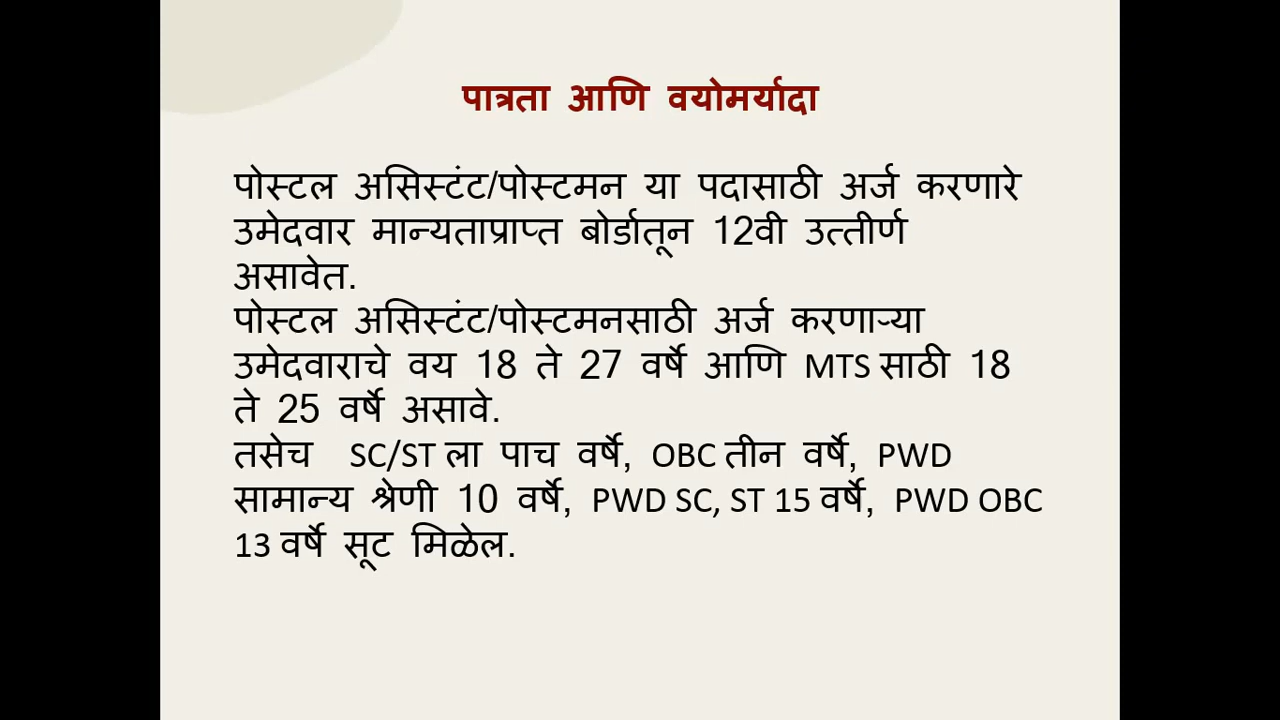 पात्रता आणि वयोमर्यादा
पोस्टल असिस्टंट/पोस्टमन या पदासाठी अर्ज करणारे
उमेदवार मान्यताप्राप्त बोर्डातून 12वी उत्तीर्ण
असावेत.
पोस्टल असिस्टंट/पोस्टमनसाठी अर्ज करणाऱ्या
उमेदवाराचे वय 18 ते 27 वर्षे आणि MTS साठी 18
ते 25 वर्षे असावे.
तसेच SC/ST ला पाच वर्षे, OBC तीन वर्षे, PWD
सामान्य श्रेणी 10 वर्षे, PWD SC, ST 15 वर्षे, PWD OBC
13 वर्षे सूट मिळेल.